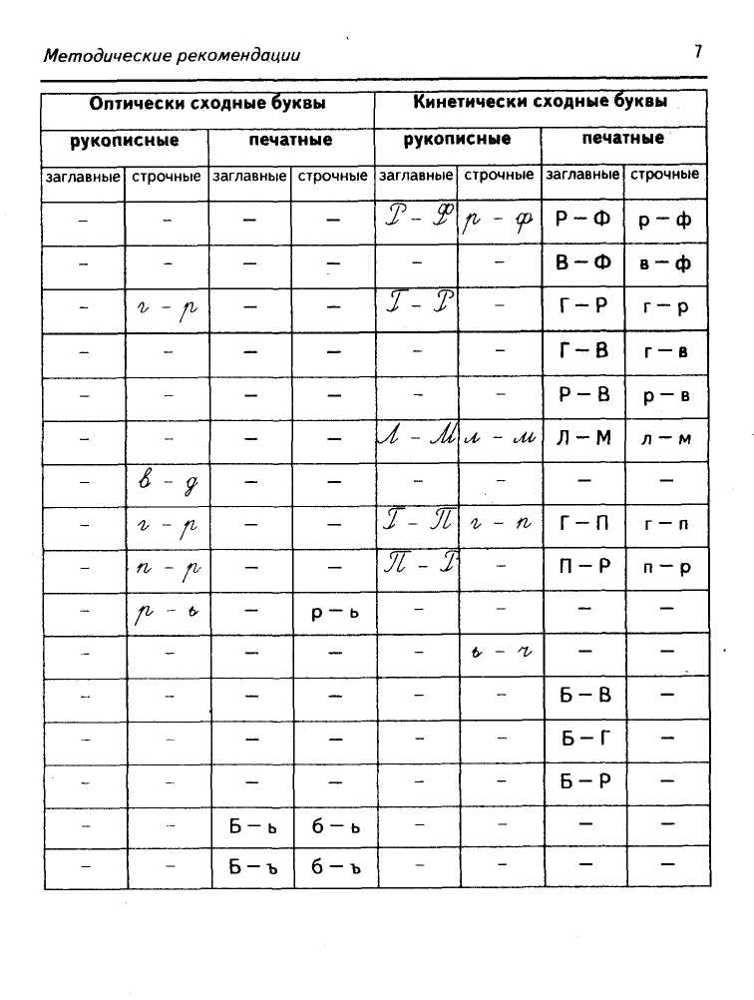 Методические рекомендации 7
Оптически сходные буквы Кинетически сходные буквы
рукописные печатные рукописные печатные
заглавные строчные заглавные строчные заглавные строчные заглавные строчные
– – — — Р – Ф р – ф Р — Ф р — ф
– – — — – – В — Ф в — ф
– г – р — — Г – Р – Г — Р г — р
– – — — – – Г — В г — в
– – — — – – Р — В р — в
– – — — Л – М л – м Л — М л — м
– в – д — — – – — —
– г – р — — Г – П г – п Г — П г — п
– п – р — — П – Р – П — Р п — р
– р – ь — р — ь – – — —
– – — — – ь – ч — —
– – — — – – Б — В —
– – — — – – Б — Г —
– – — — – – Б — Р —
– – Б — ь б — ь – – — —
– – Б — ъ б — ъ – – — —